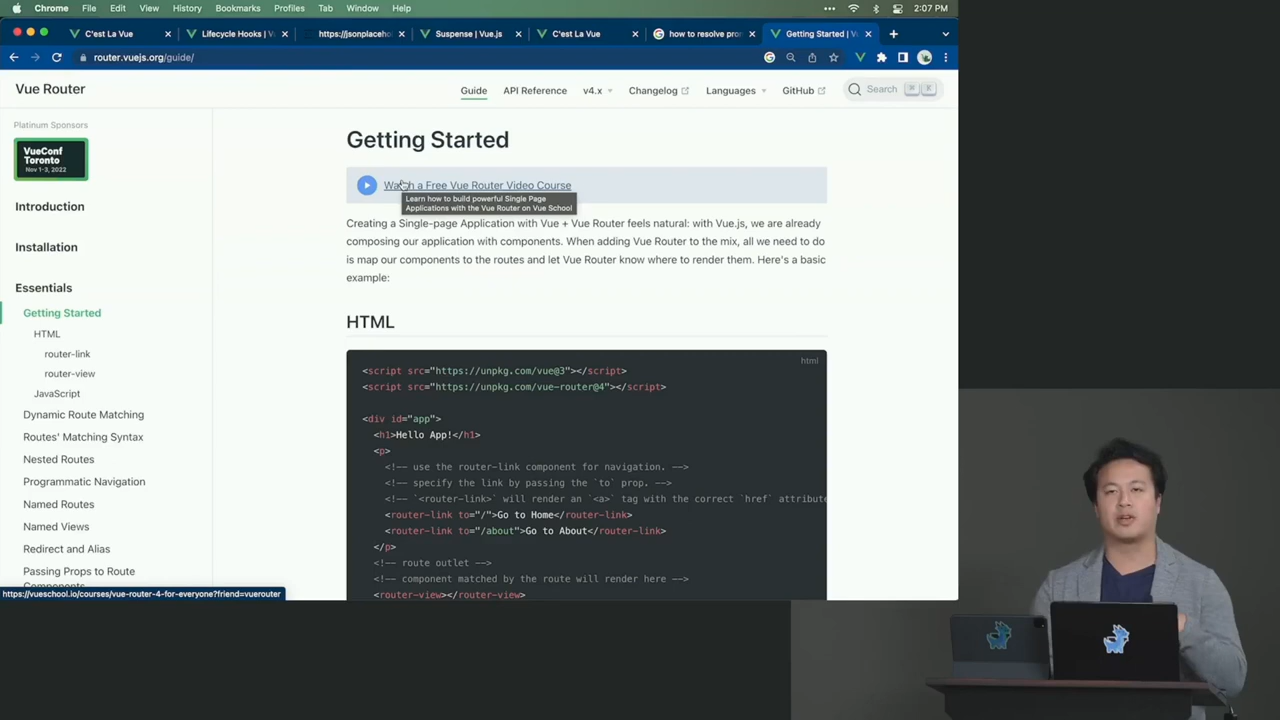 Chrome File Edit View History Bookmarks Profiles Tab Window Help 2:07 PM
C'est La Vue
Lifecycle Hooks | V
https://jsonplaceho
Suspense | Vue.js
C'est La Vue
how to resolve pro
Getting Started | V
router.vuejs.org/guide/
Vue Router
Guide
API Reference
v4.x
Changelog
Languages
GitHub
Search ⌘ K
Platinum Sponsors
VueConf
Toronto
Nov 1-3, 2022
Introduction
Installation
Essentials
Getting Started
HTML
router-link
router-view
JavaScript
Dynamic Route Matching
Routes' Matching Syntax
Nested Routes
Programmatic Navigation
Named Routes
Named Views
Redirect and Alias
Passing Props to Route
Components
https://vueschool.io/courses/vue-router-4-for-everyone?friend=vuerouter
Getting Started
Watch a Free Vue Router Video Course
Learn how to build powerful Single Page
Applications with the Vue Router on Vue School
Creating a Single-page Application with Vue + Vue Router feels natural: with Vue.js, we are already
composing our application with components. When adding Vue Router to the mix, all we need to do
is map our components to the routes and let Vue Router know where to render them. Here's a basic
example:
HTML
html
<script src="https://unpkg.com/vue@3"></script>
<script src="https://unpkg.com/vue-router@4"></script>
<div id="app">
<h1>Hello App!</h1>
<p>
<!-- use the router-link component for navigation. -->
<!-- specify the link by passing the `to` prop. -->
<!-- `<router-link>` will render an `<a>` tag with the correct `href` attribute
<router-link to="/">Go to Home</router-link>
<router-link to="/about">Go to About</router-link>
</p>
<!-- route outlet -->
<!-- component matched by the route will render here -->
<router-view></router-view>